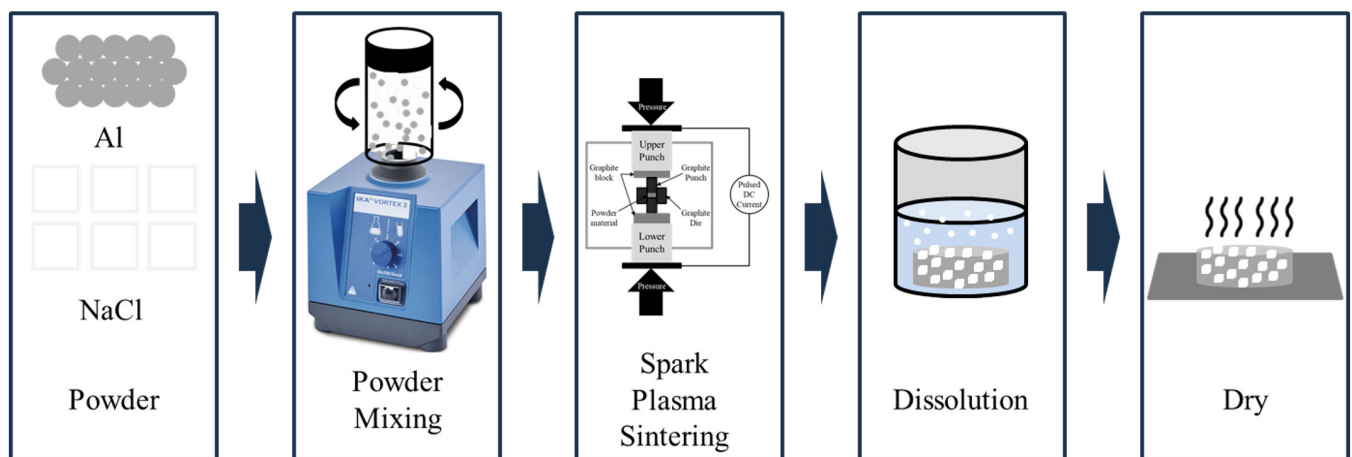 Al
NaCl
Powder
IKA® VORTEX 3
Powder
Mixing
Pressure
Upper
Punch
Graphite
block
Graphite
Punch
Pulsed
DC
Current
Powder
material
Graphite
Die
Lower
Punch
Pressure
Spark
Plasma
Sintering
Dissolution
Dry